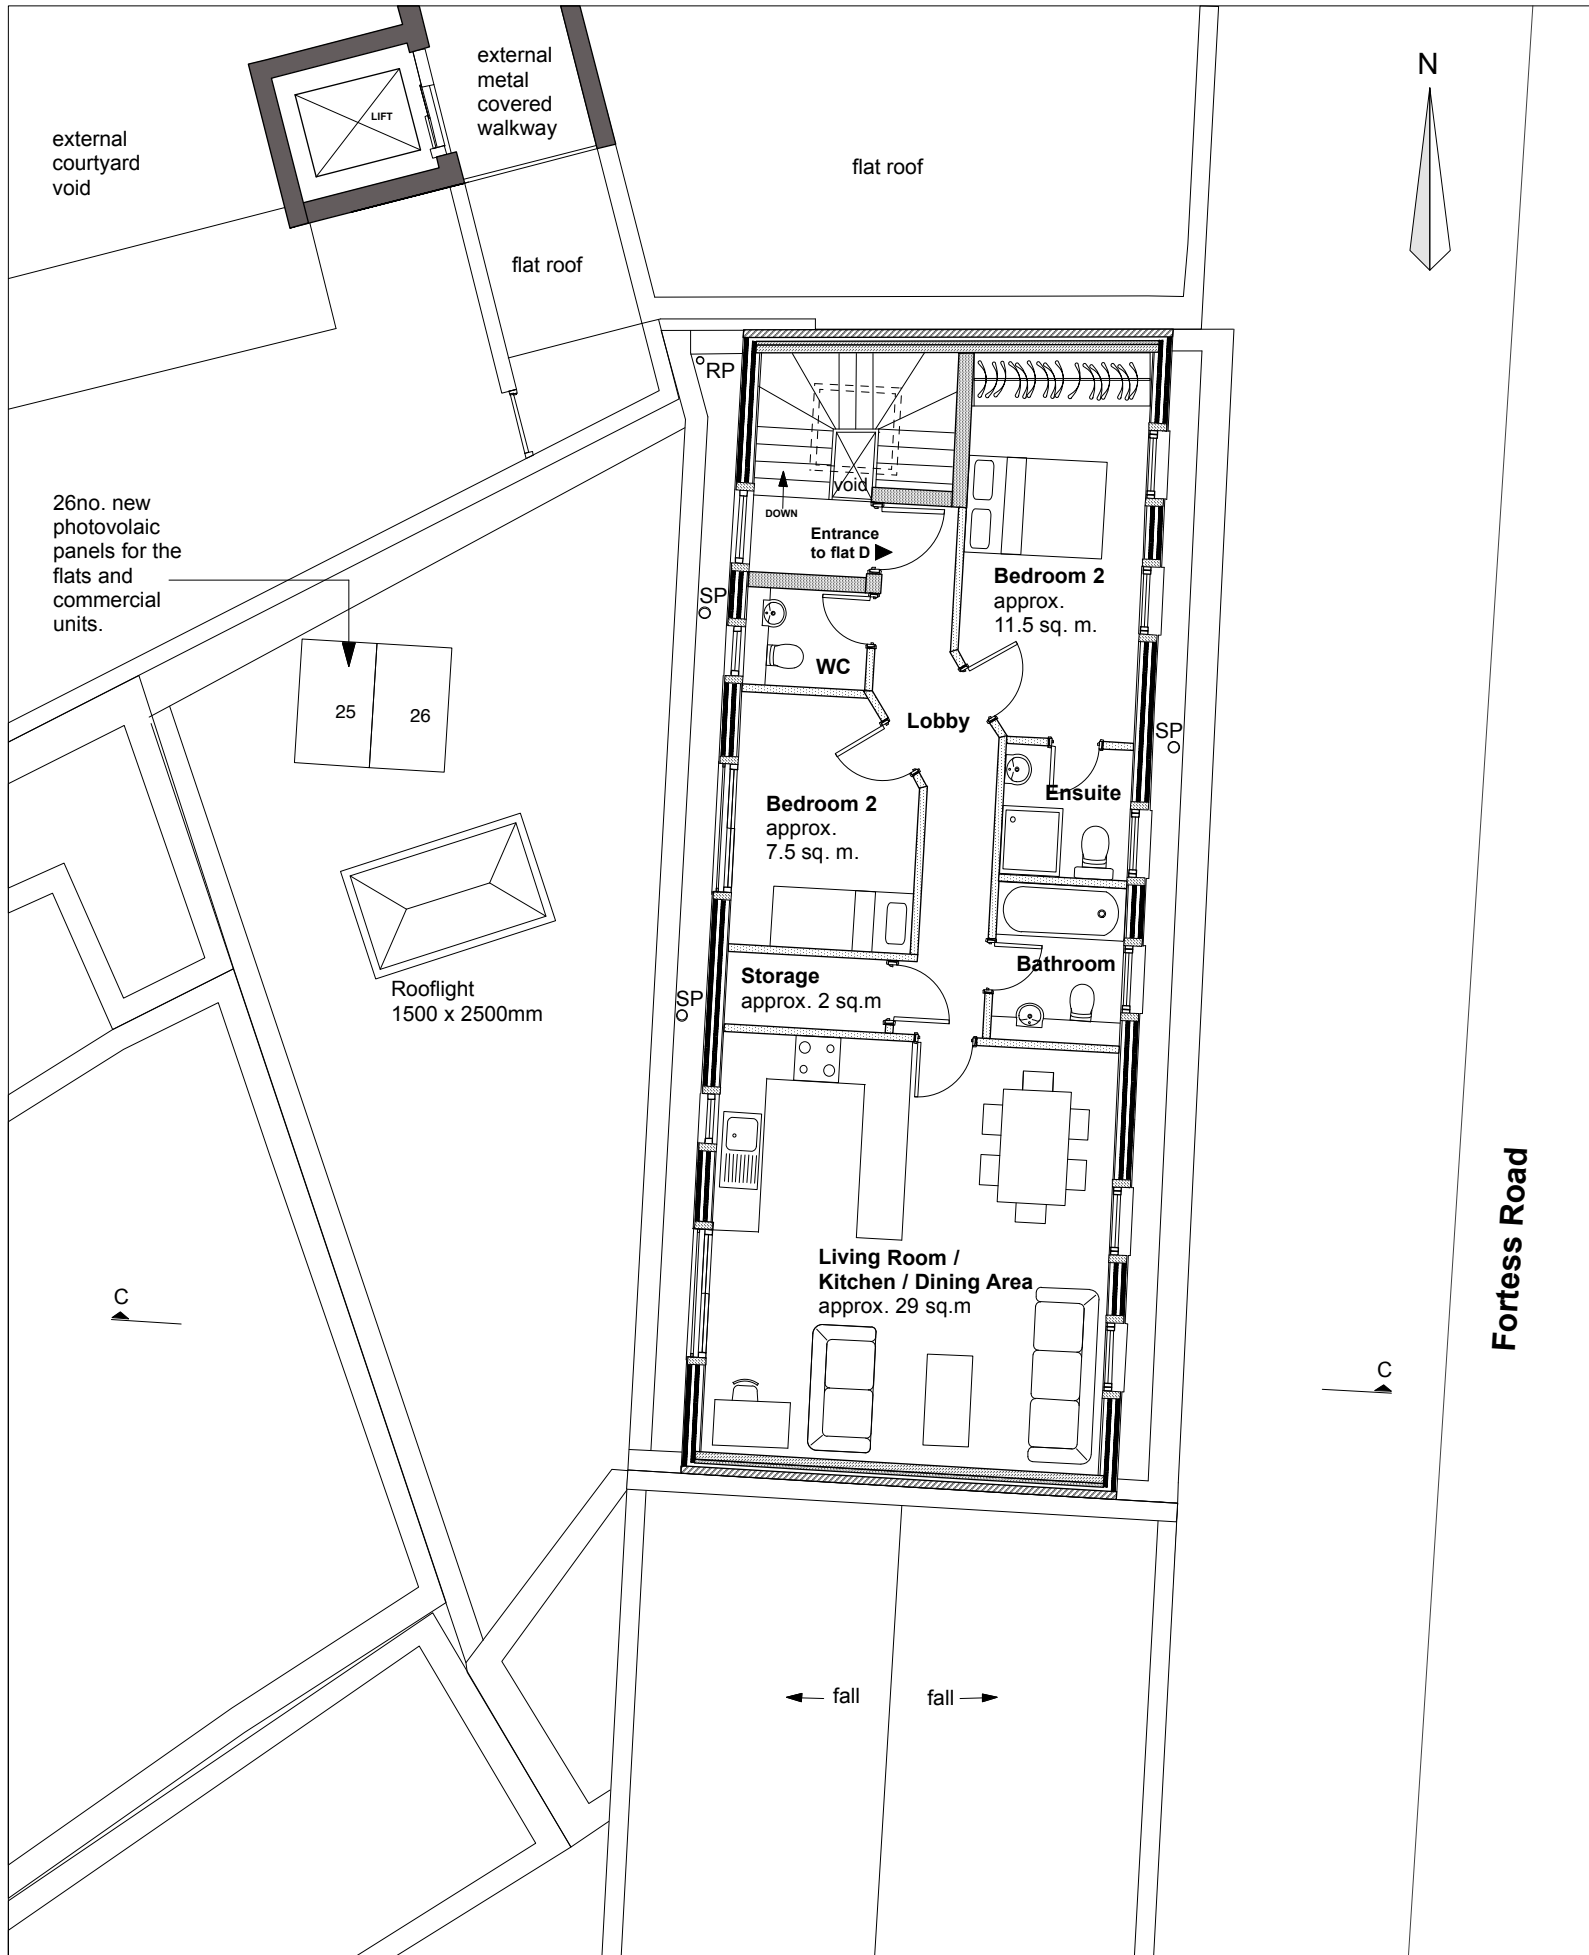 external
metal
covered
walkway
N
LIFT
external
courtyard
void
flat roof
flat roof
RP
void
DOWN
26no. new
photovolaic
panels for the
flats and
commercial
units.
Entrance
to flat D
Bedroom 2
approx.
11.5 sq. m.
SP
WC
25
26
Lobby
SP
Ensuite
Bedroom 2
approx.
7.5 sq. m.
Bathroom
Storage
approx. 2 sq.m
SP
Rooflight
1500 x 2500mm
Living Room /
Kitchen / Dining Area
approx. 29 sq.m
Fortess Road
C
C
fall
fall